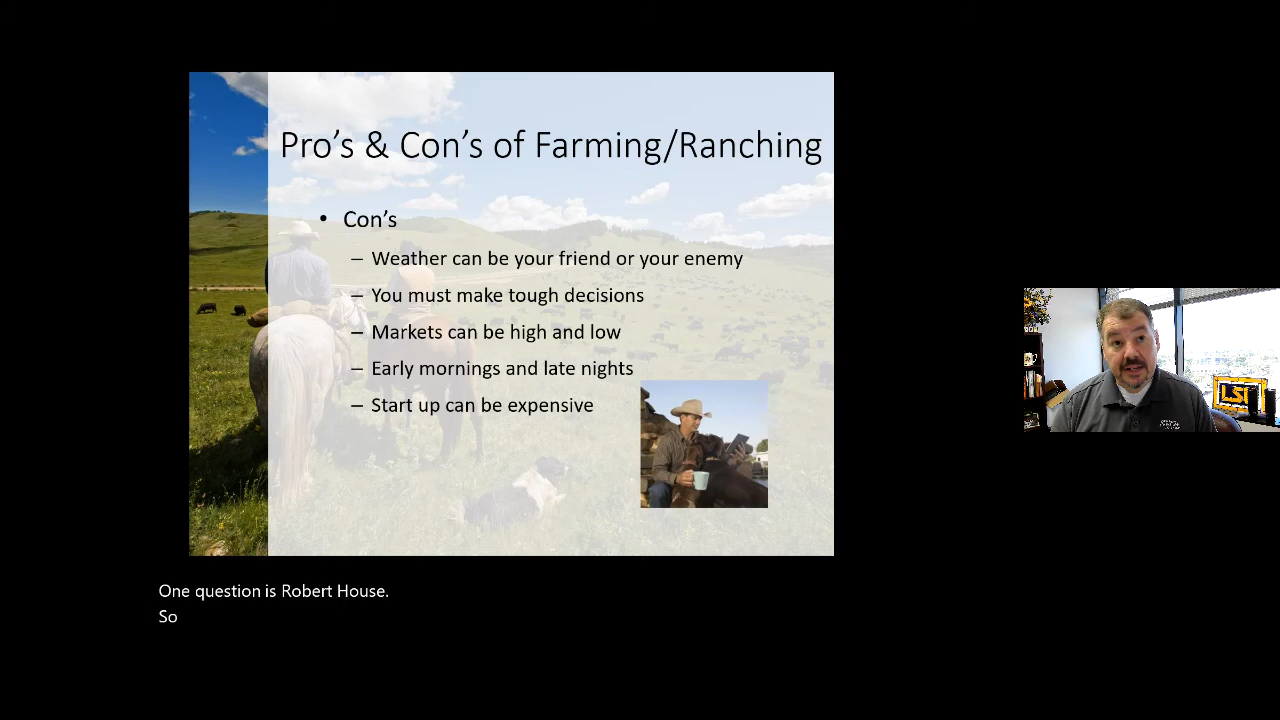 Pro's & Con's of Farming/Ranching
• Con's
– Weather can be your friend or your enemy
– You must make tough decisions
– Markets can be high and low
– Early mornings and late nights
– Start up can be expensive
LSI
One question is Robert House.
So